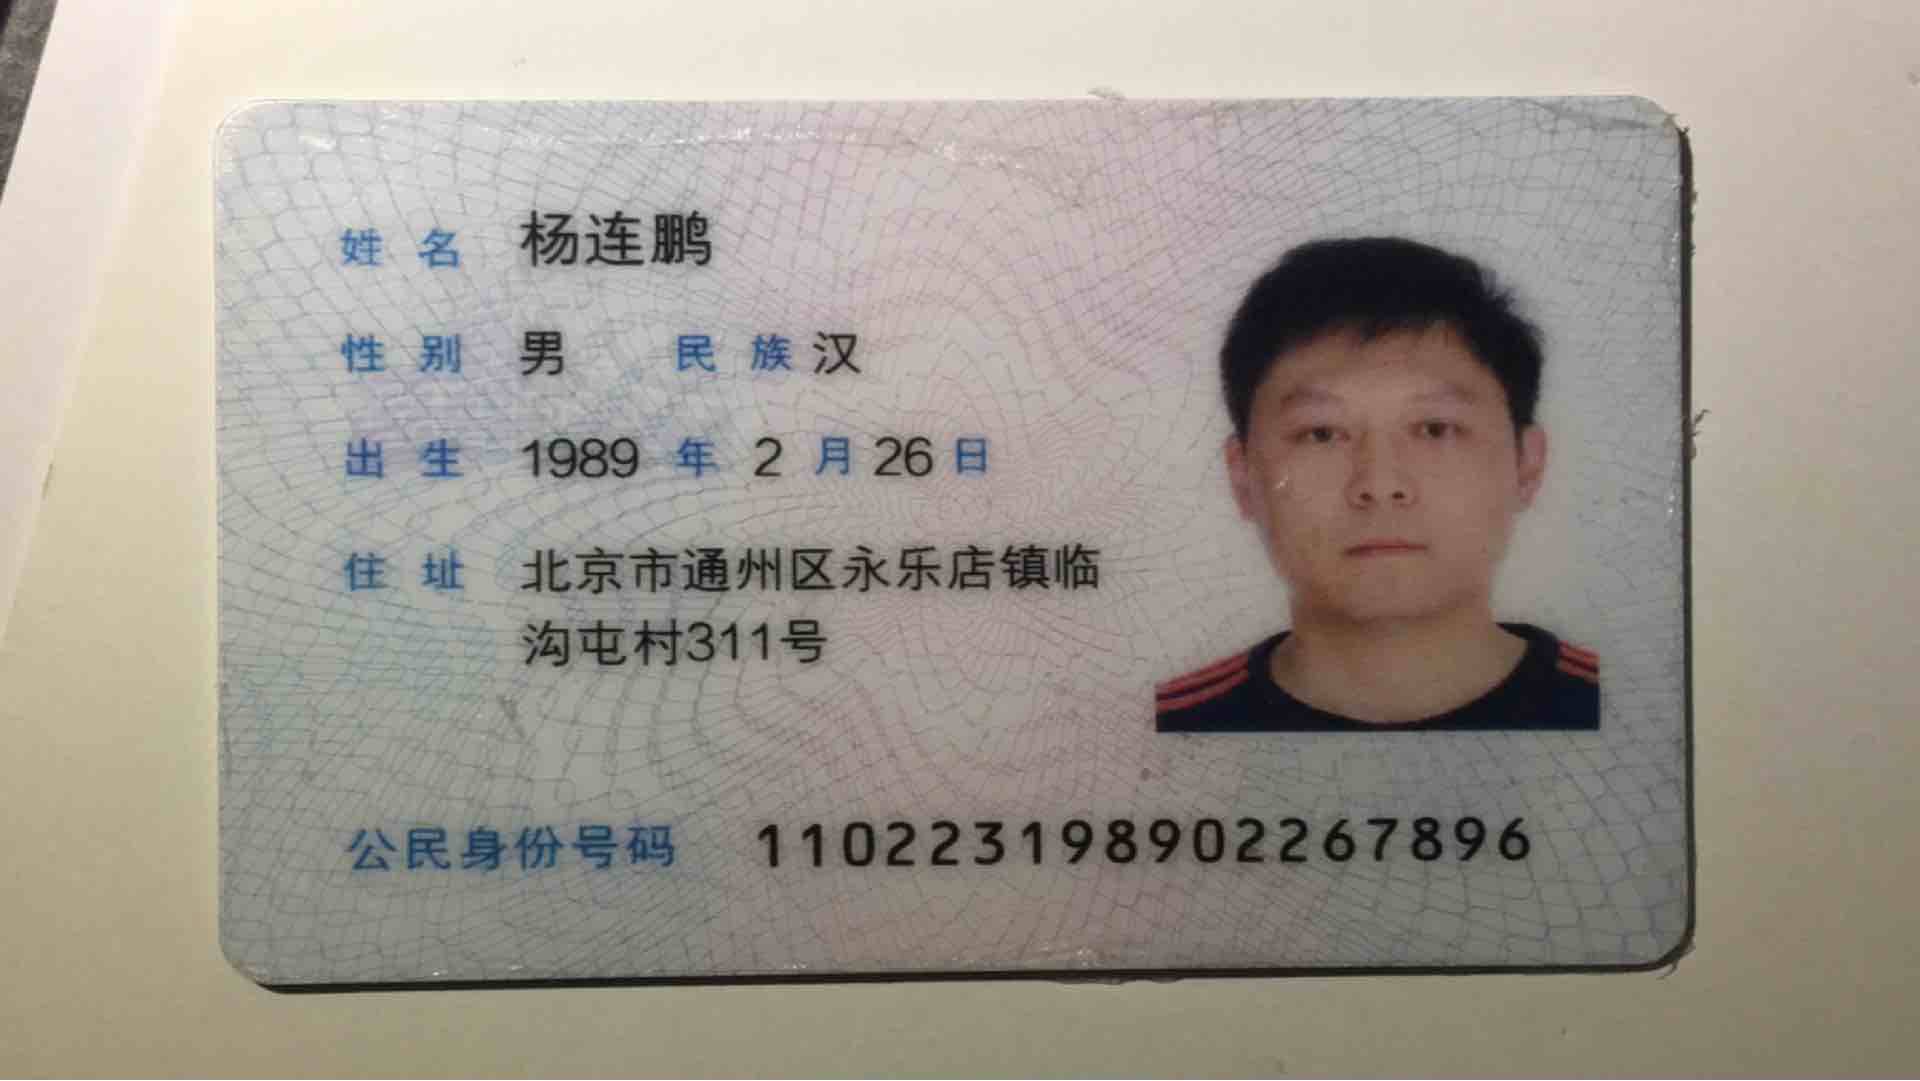 姓名 杨连鹏
性别 男 民族 汉
出生 1989 年 2 月 26 日
住址 北京市通州区永乐店镇临
沟屯村311号
公民身份号码 110223198902267896